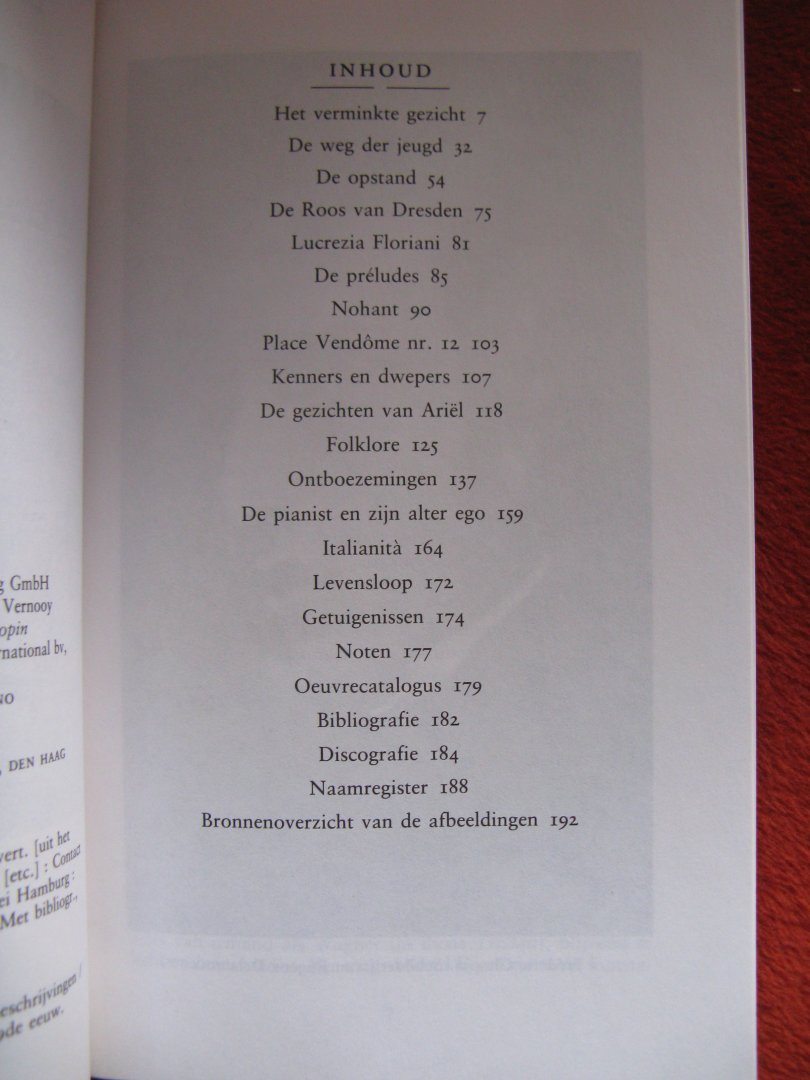 g GmbH
Vernooy
opin
rnational bv,
NO
DEN HAAG
vert. [uit het
[etc.] : Contact
ei Hamburg :
Met bibliogr.,
eschrijvingen /
de eeuw.
INHOUD
Het verminkte gezicht 7
De weg der jeugd 32
De opstand 54
De Roos van Dresden 75
Lucrezia Floriani 81
De préludes 85
Nohant 90
Place Vendôme nr. 12 103
Kenners en dwepers 107
De gezichten van Ariël 118
Folklore 125
Ontboezemingen 137
De pianist en zijn alter ego 159
Italianità 164
Levensloop 172
Getuigenissen 174
Noten 177
Oeuvrecatalogus 179
Bibliografie 182
Discografie 184
Naamregister 188
Bronnenoverzicht van de afbeeldingen 192